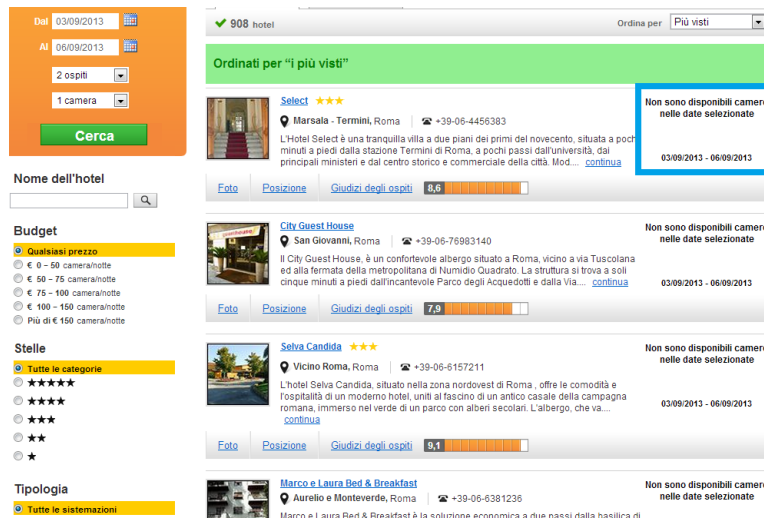 Dal 03/09/2013
Al 06/09/2013
2 ospiti
1 camera
Cerca
Nome dell'hotel
Budget
Qualsiasi prezzo
€ 0 – 50 camera/notte
€ 50 - 75 camera/notte
€ 75 – 100 camera/notte
€ 100 – 150 camera/notte
Più di € 150 camera/notte
Stelle
Tutte le categorie
★★★★★
★★★★
★★★
★★
★
Tipologia
Tutte le sistemazioni
908 hotel
Ordina per Più visti
Ordinati per “i più visti”
Select ★★★
Marsala - Termini, Roma +39-06-4456383
L'Hotel Select è una tranquilla villa a due piani dei primi del novecento, situata a poch
minuti a piedi dalla stazione Termini di Roma, a pochi passi dall'università, dai
principali ministeri e dal centro storico e commerciale della città. Mod.... continua
Non sono disponibili camere
nelle date selezionate
03/09/2013 - 06/09/2013
Foto Posizione Giudizi degli ospiti 8,6
City Guest House
San Giovanni, Roma +39-06-76983140
Il City Guest House, è un confortevole albergo situato a Roma, vicino a via Tuscolana
ed alla fermata della metropolitana di Numidio Quadrato. La struttura si trova a soli
cinque minuti a piedi dall'incantevole Parco degli Acquedotti e dalla Via.... continua
Non sono disponibili camere
nelle date selezionate
03/09/2013 - 06/09/2013
Foto Posizione Giudizi degli ospiti 7,9
Selva Candida ★★★
Vicino Roma, Roma +39-06-6157211
L'hotel Selva Candida, situato nella zona nordovest di Roma , offre le comodità e
l'ospitalità di un moderno hotel, uniti al fascino di un antico casale della campagna
romana, immerso nel verde di un parco con alberi secolari. L'albergo, che va....
continua
Non sono disponibili camere
nelle date selezionate
03/09/2013 - 06/09/2013
Foto Posizione Giudizi degli ospiti 9,1
Marco e Laura Bed & Breakfast
Aurelio e Monteverde, Roma +39-06-6381236
Marco e Laura Bed & Breakfast è la soluzione economica a due passi dalla basilica di
Non sono disponibili camere
nelle date selezionate